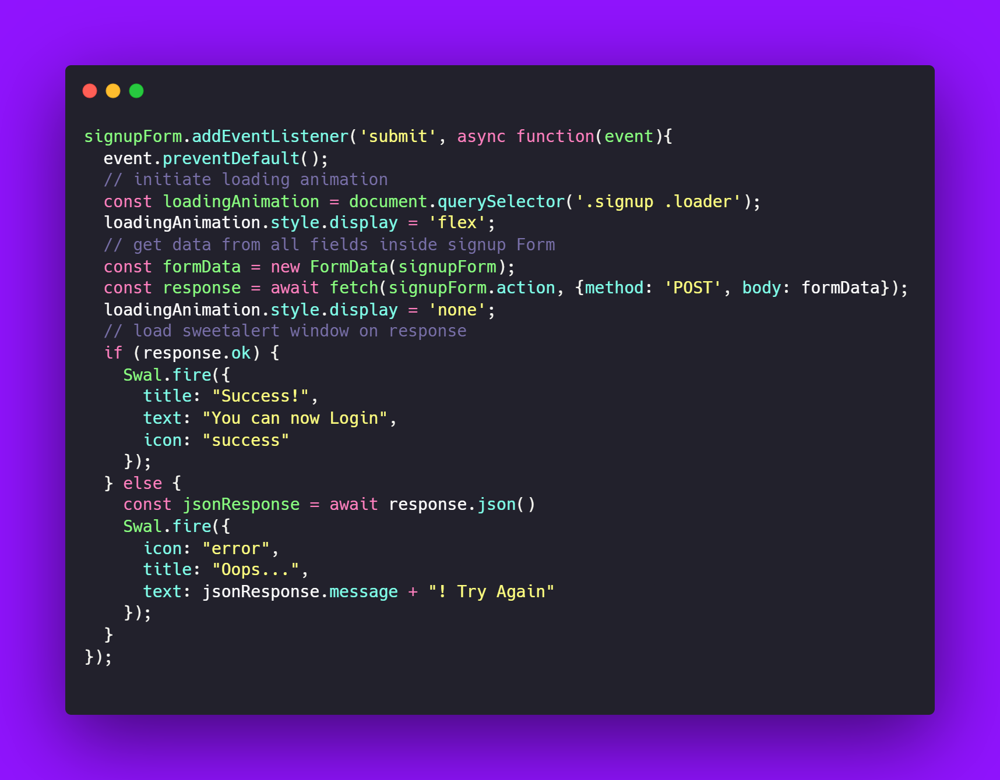 signupForm.addEventListener('submit', async function(event){
  event.preventDefault();
  // initiate loading animation
  const loadingAnimation = document.querySelector('.signup .loader');
  loadingAnimation.style.display = 'flex';
  // get data from all fields inside signup Form
  const formData = new FormData(signupForm);
  const response = await fetch(signupForm.action, {method: 'POST', body: formData});
  loadingAnimation.style.display = 'none';
  // load sweetalert window on response
  if (response.ok) {
    Swal.fire({
      title: "Success!",
      text: "You can now Login",
      icon: "success"
    });
  } else {
    const jsonResponse = await response.json()
    Swal.fire({
      icon: "error",
      title: "Oops...",
      text: jsonResponse.message + "! Try Again"
    });
  }
});